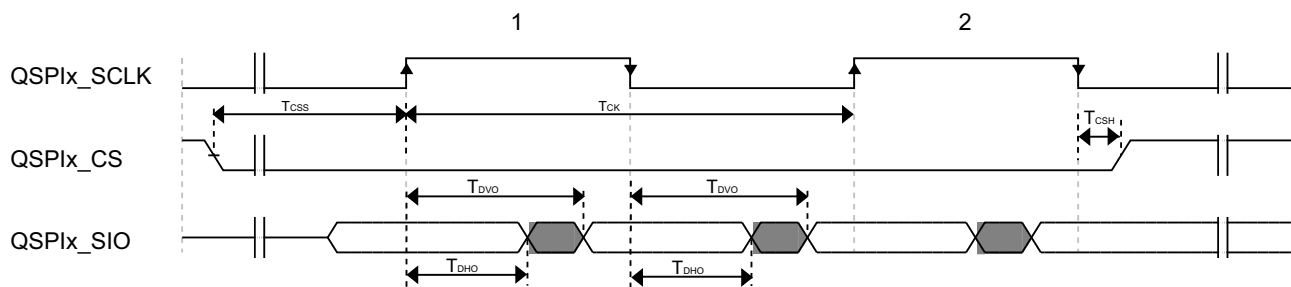 1 2
QSPIx_SCLK
TCSS TCK
TCSH
QSPIx_CS
TDVO TDVO
QSPIx_SIO
TDHO TDHO